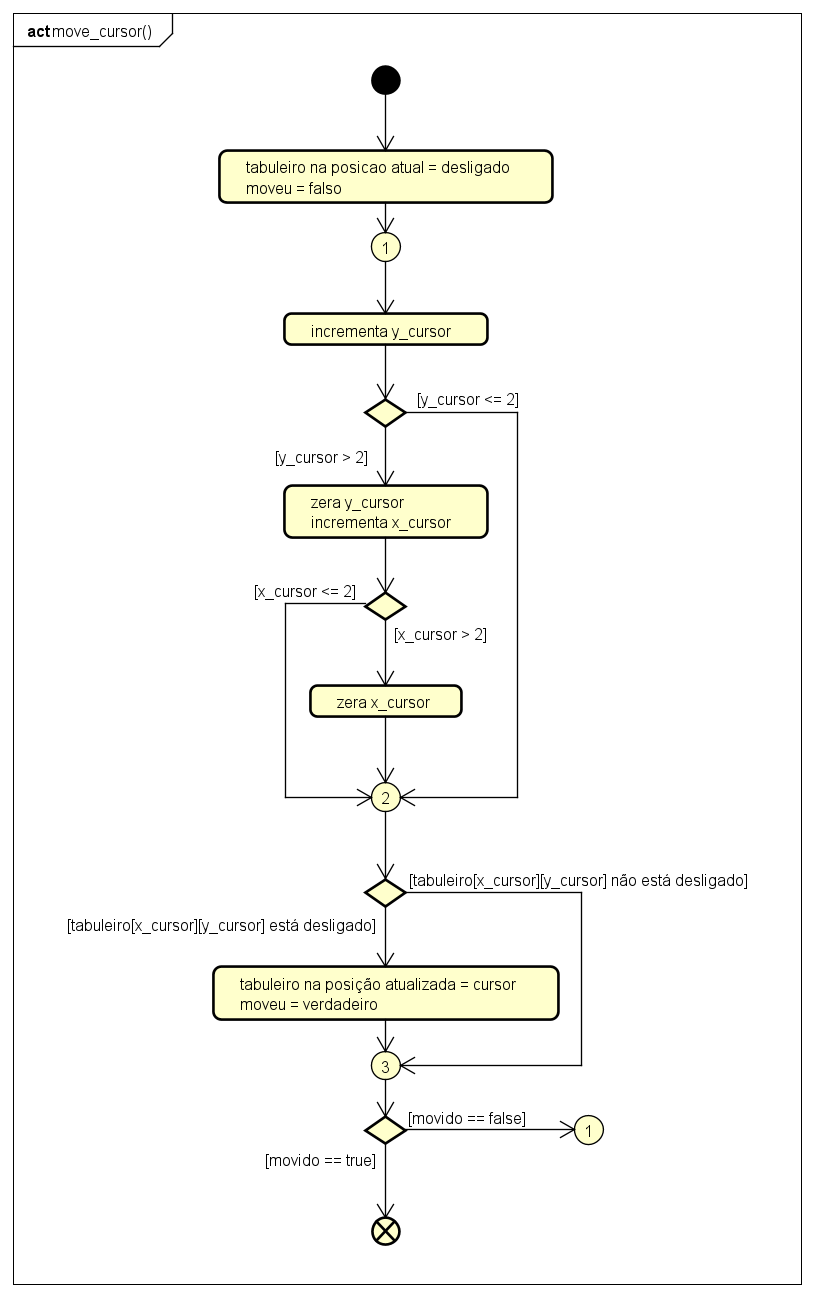 act move_cursor()
tabuleiro na posicao atual = desligado
moveu = falso
1
incrementa y_cursor
[y_cursor <= 2]
[y_cursor > 2]
zera y_cursor
incrementa x_cursor
[x_cursor <= 2]
[x_cursor > 2]
zera x_cursor
2
[tabuleiro[x_cursor][y_cursor] não está desligado]
[tabuleiro[x_cursor][y_cursor] está desligado]
tabuleiro na posição atualizada = cursor
moveu = verdadeiro
3
[movido == false]
1
[movido == true]